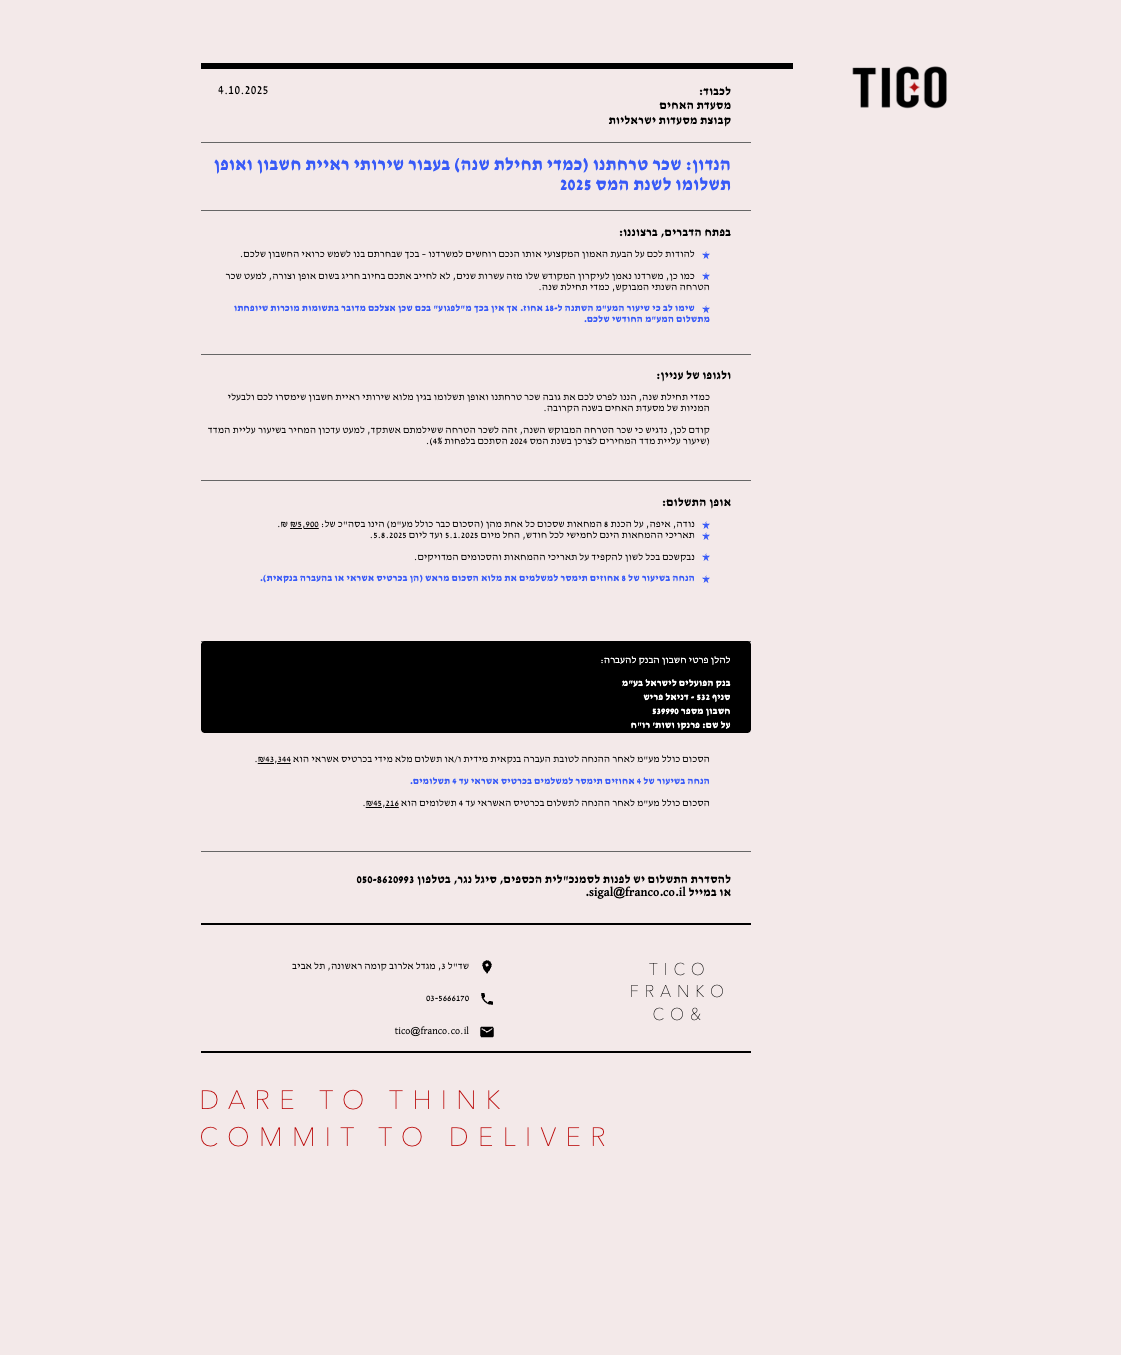 TICO
4.10.2025
לכבוד:
מסעדת האחים
קבוצת מסעדות ישראליות
הנדון: שכר טרחתנו (כמדי תחילת שנה) בעבור שירותי ראיית חשבון ואופן
תשלומו לשנת המס 2025
בפתח הדברים, ברצוננו:
להודות לכם על הבעת האמון המקצועי אותו הנכם רוחשים למשרדנו – בכך שבחרתם בנו לשמש כרואי החשבון שלכם.
כמו כן, משרדנו נאמן לעיקרון המקודש שלו מזה עשרות שנים, לא לחייב אתכם בחיוב חריג בשום אופן וצורה, למעט שכר
הטרחה השנתי המבוקש, כמדי תחילת שנה.
שימו לב כי שיעור המע"מ השתנה ל-18 אחוז. אך אין בכך מ"לפגוע" בכם שכן אצלכם מדובר בתשומות מוכרות שיופחתו
מתשלום המע"מ החודשי שלכם.
ולגופו של עניין:
כמדי תחילת שנה, הננו לפרט לכם את גובה שכר טרחתנו ואופן תשלומו בגין מלוא שירותי ראיית חשבון שימסרו לכם ולבעלי
המניות של מסעדת האחים בשנה הקרובה.
קודם לכן, נדגיש כי שכר הטרחה המבוקש השנה, זהה לשכר הטרחה ששילמתם אשתקד, למעט עדכון המחיר בשיעור עליית המדד
(שיעור עליית מדד המחירים לצרכן בשנת המס 2024 הסתכם בלפחות 4%).
אופן התשלום:
נודה, איפה, על הכנת 8 המחאות שסכום כל אחת מהן (הסכום כבר כולל מע"מ) הינו בסה"כ של: ₪5,900 ₪.
תאריכי ההמחאות הינם לחמישי לכל חודש, החל מיום 5.1.2025 ועד ליום 5.8.2025.
נבקשכם בכל לשון להקפיד על תאריכי ההמחאות והסכומים המדויקים.
הנחה בשיעור של 8 אחוזים תימסר למשלמים את מלוא הסכום מראש (הן בכרטיס אשראי או בהעברה בנקאית).
להלן פרטי חשבון הבנק להעברה:
בנק הפועלים לישראל בע"מ
סניף 532 - דניאל פריש
חשבון מספר 539990
על שם: פרנקו ושות' רו"ח
הסכום כולל מע"מ לאחר ההנחה לטובת העברה בנקאית מידית ו/או תשלום מלא מידי בכרטיס אשראי הוא ₪43,344.
הנחה בשיעור של 4 אחוזים תימסר למשלמים בכרטיס אשראי עד 4 תשלומים.
הסכום כולל מע"מ לאחר ההנחה לתשלום בכרטיס האשראי עד 4 תשלומים הוא ₪45,216.
להסדרת התשלום יש לפנות לסמנכ"לית הכספים, סיגל נגר, בטלפון 050-8620993
או במייל sigal@franco.co.il.
TICO
FRANKO
CO&
שד"ל 3, מגדל אלרוב קומה ראשונה, תל אביב
03-5666170
tico@franco.co.il
DARE TO THINK
COMMIT TO DELIVER